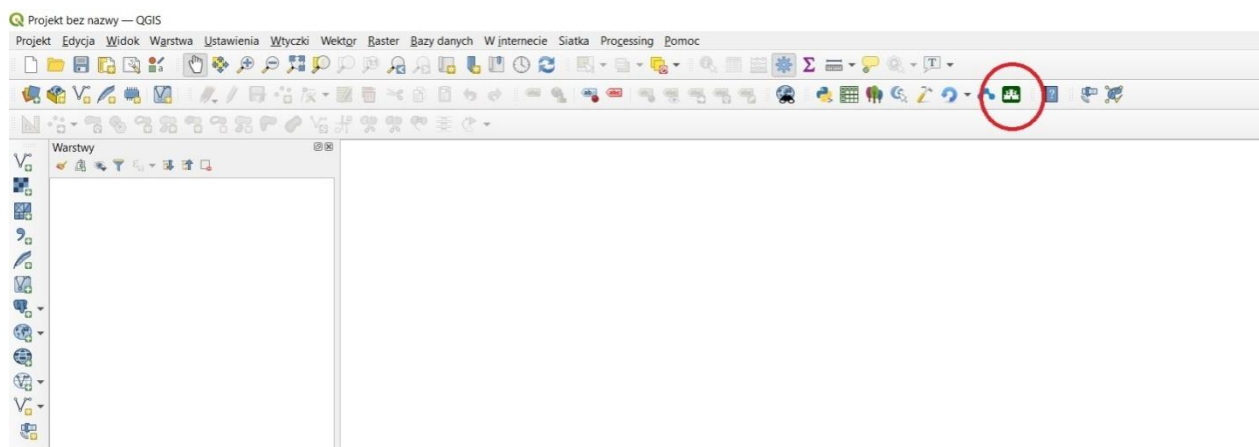 Projekt bez nazwy — QGIS
Projekt Edycja Widok Warstwa Ustawienia Wtyczki Wektor Raster Bazy danych W internecie Siatka Processing Pomoc
Warstwy